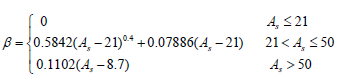 β = { 0 A_s ≤ 21
0.5842(A_s − 21)^0.4 + 0.07886(A_s − 21) 21 < A_s ≤ 50
0.1102(A_s − 8.7) A_s > 50